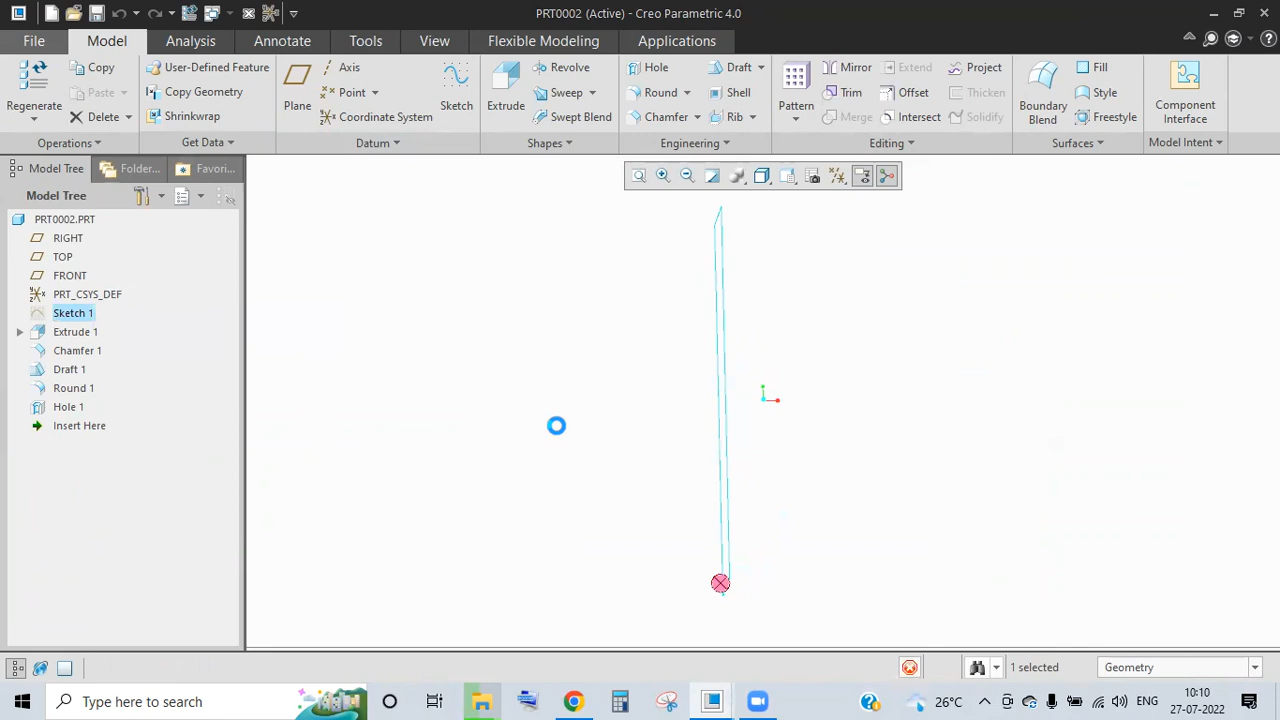 PRT0002 (Active) - Creo Parametric 4.0
File Model Analysis Annotate Tools View Flexible Modeling Applications
Regenerate
Copy
Paste
Delete
Operations
User-Defined Feature
Copy Geometry
Shrinkwrap
Get Data
Plane
Axis
Point
Coordinate System
Sketch
Datum
Extrude
Revolve
Sweep
Swept Blend
Shapes
Hole
Round
Chamfer
Draft
Shell
Rib
Engineering
Pattern
Mirror
Trim
Merge
Extend
Offset
Intersect
Project
Thicken
Solidify
Editing
Boundary
Blend
Fill
Style
Freestyle
Surfaces
Component
Interface
Model Intent
Model Tree Folder... Favori...
Model Tree
PRT0002.PRT
RIGHT
TOP
FRONT
PRT_CSYS_DEF
Sketch 1
Extrude 1
Chamfer 1
Draft 1
Round 1
Hole 1
Insert Here
1 selected Geometry
Type here to search
26°C
ENG
10:10
27-07-2022